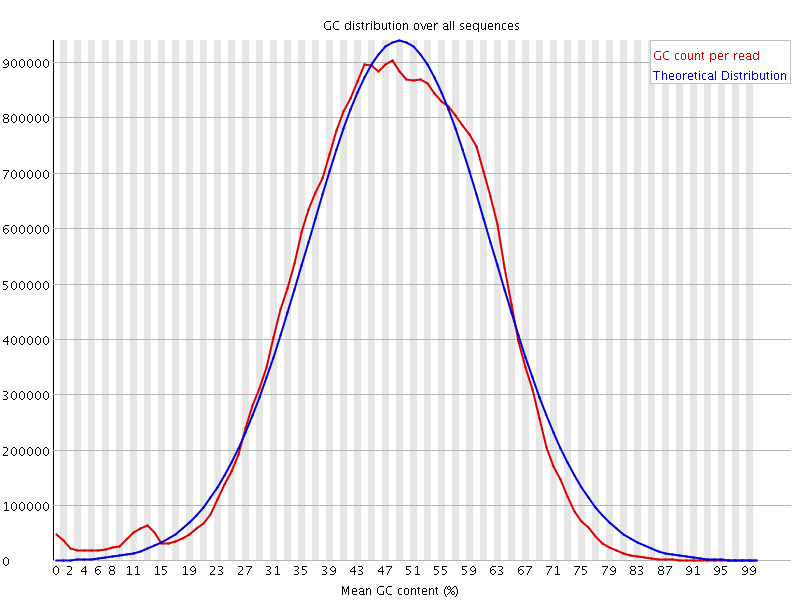 GC distribution over all sequences
GC count per read
Theoretical Distribution
900000
800000
700000
600000
500000
400000
300000
200000
100000
0
0 2 4 6 8 11 15 19 23 27 31 35 39 43 47 51 55 59 63 67 71 75 79 83 87 91 95 99
Mean GC content (%)